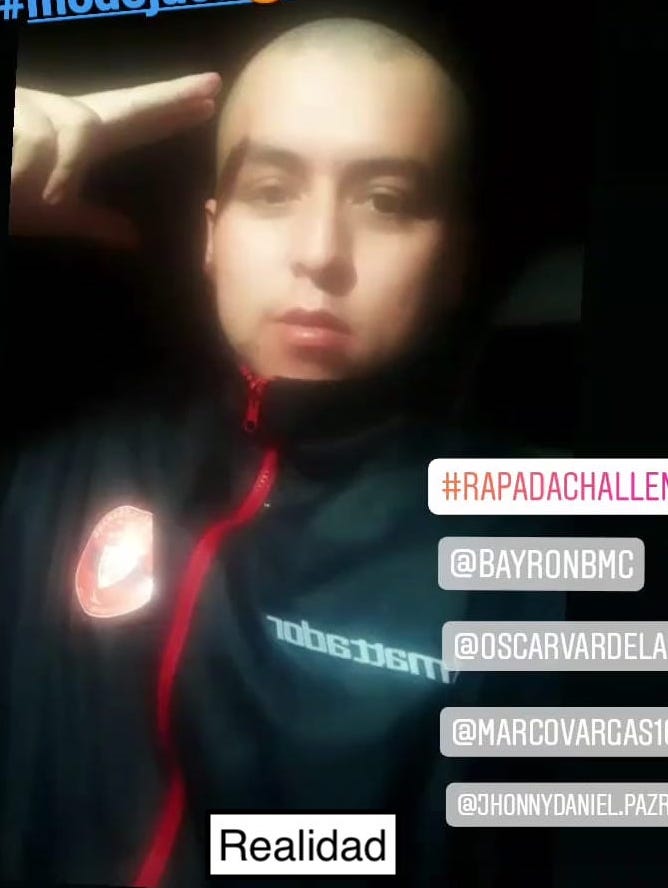 #RAPADACHALLEN
@BAYRONBMC
@OSCARVARDELA
mattador
@MARCOVARGAS1
@JHONNYDANIEL.PAZR
Realidad